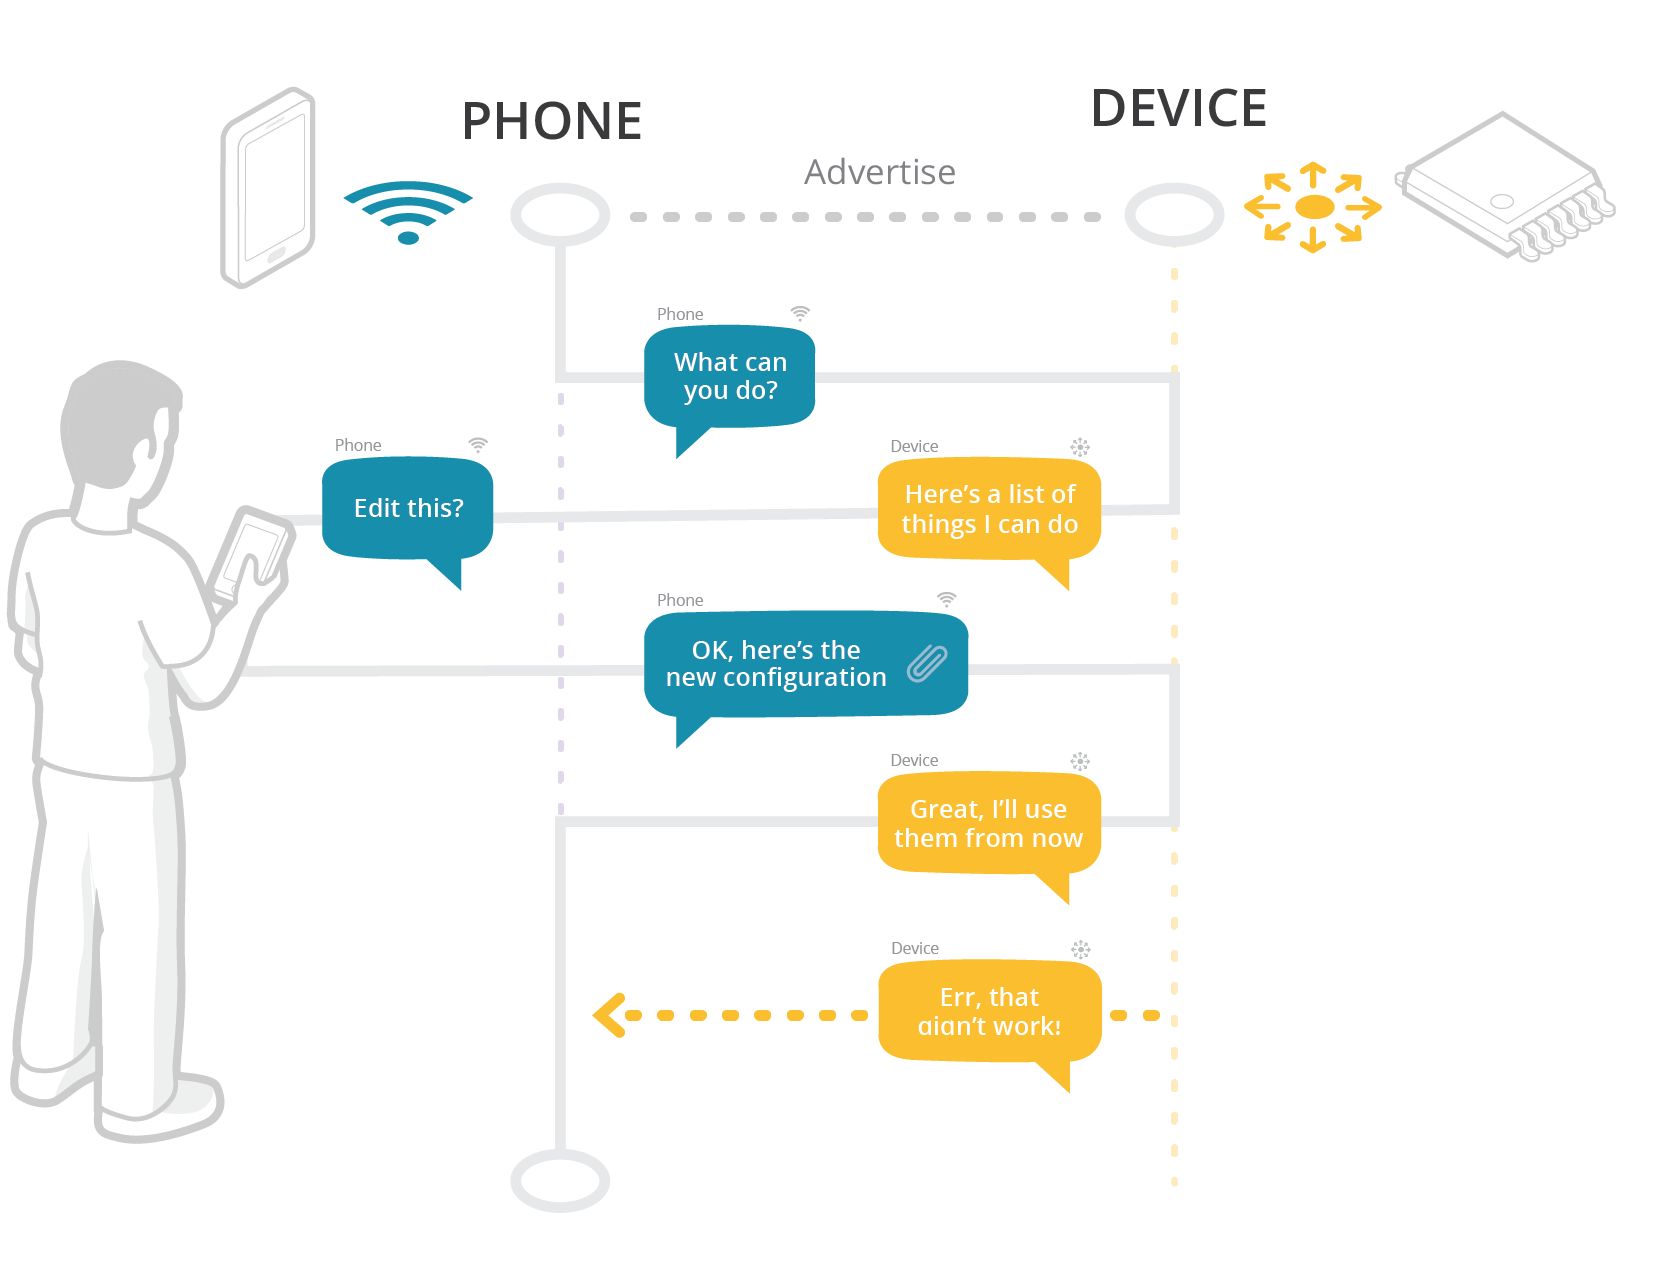 PHONE
DEVICE
Advertise
Phone
What can
you do?
Phone
Edit this?
Device
Here’s a list of
things I can do
Phone
OK, here’s the
new configuration
Device
Great, I’ll use
them from now
Device
Err, that
didn’t work!